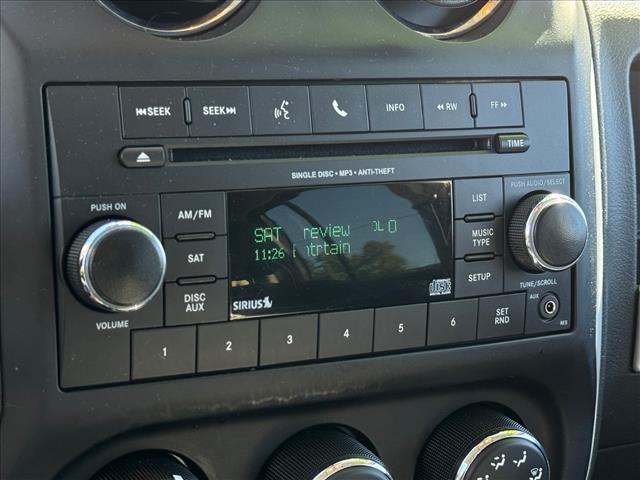 SEEK SEEK INFO RW FF
TIME
SINGLE DISC • MP3 • ANTI-THEFT
PUSH ON
AM/FM
SAT
DISC
AUX
VOLUME
SAT review
11:26
SIRIUS
disc
LIST
MUSIC
TYPE
SETUP
PUSH AUDIO/SELECT
TUNE/SCROLL
AUX
RES
1 2 3 4 5 6 SET
RND